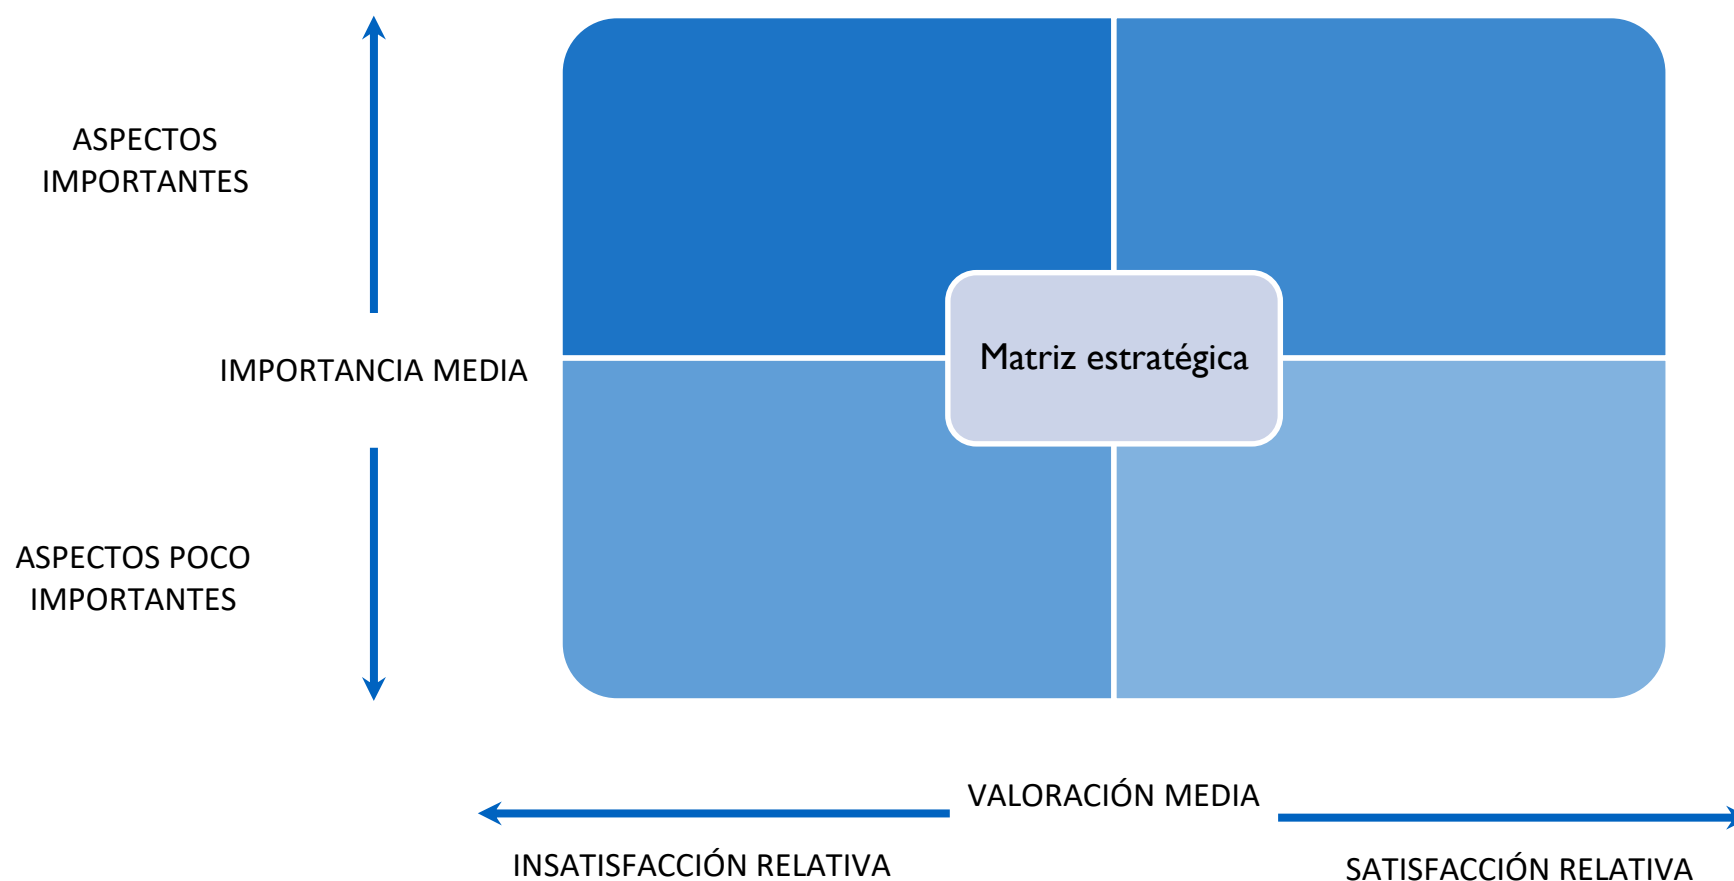 ASPECTOS
IMPORTANTES
IMPORTANCIA MEDIA
Matriz estratégica
ASPECTOS POCO
IMPORTANTES
VALORACIÓN MEDIA
INSATISFACCIÓN RELATIVA
SATISFACCIÓN RELATIVA